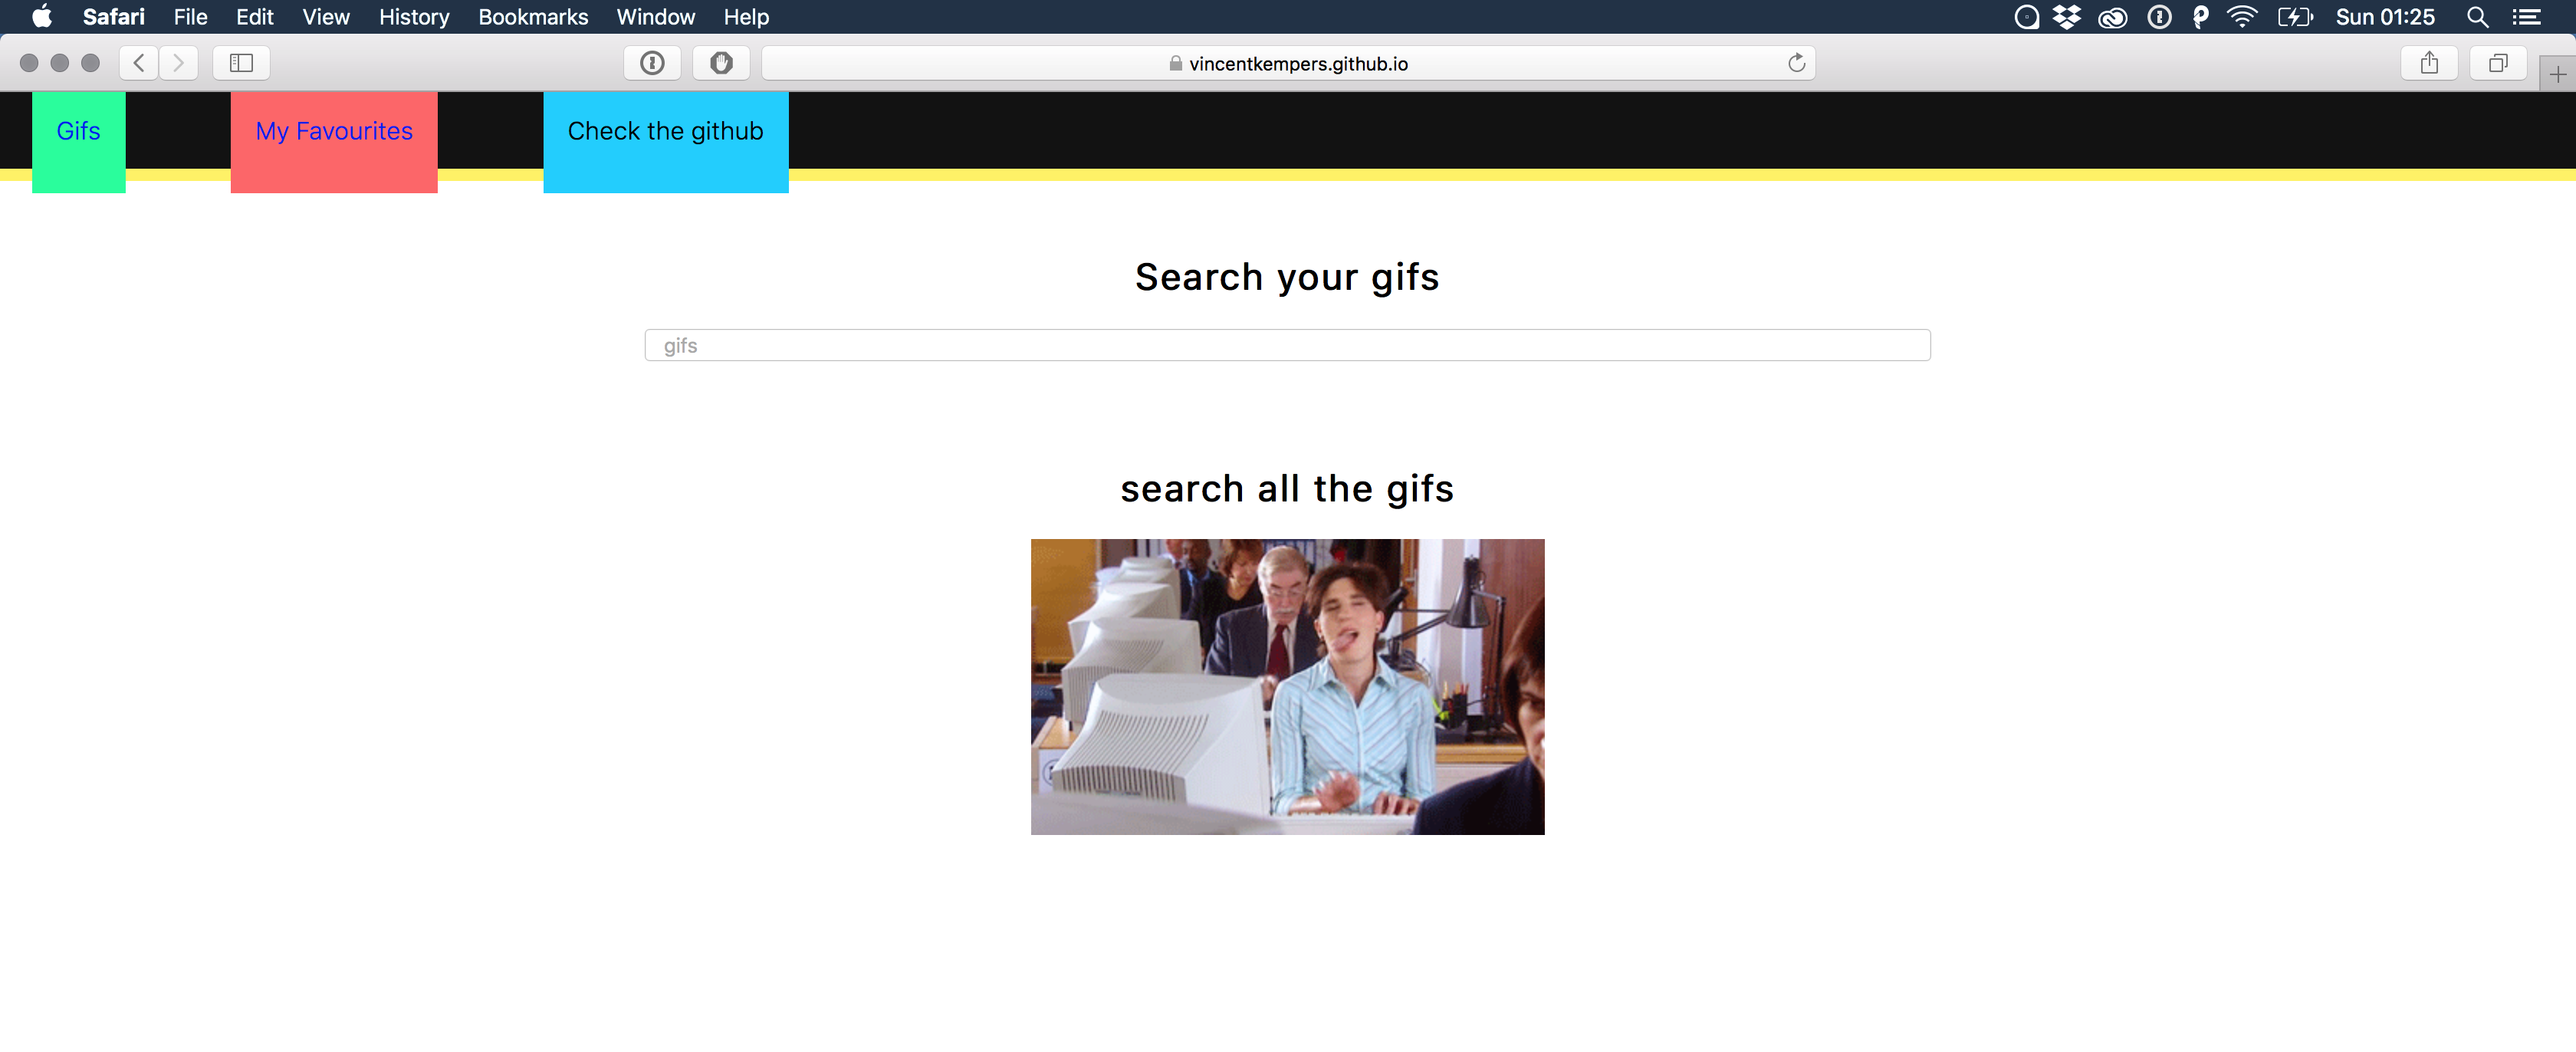 Safari File Edit View History Bookmarks Window Help Sun 01:25
vincentkempers.github.io
Gifs My Favourites Check the github
Search your gifs
gifs
search all the gifs